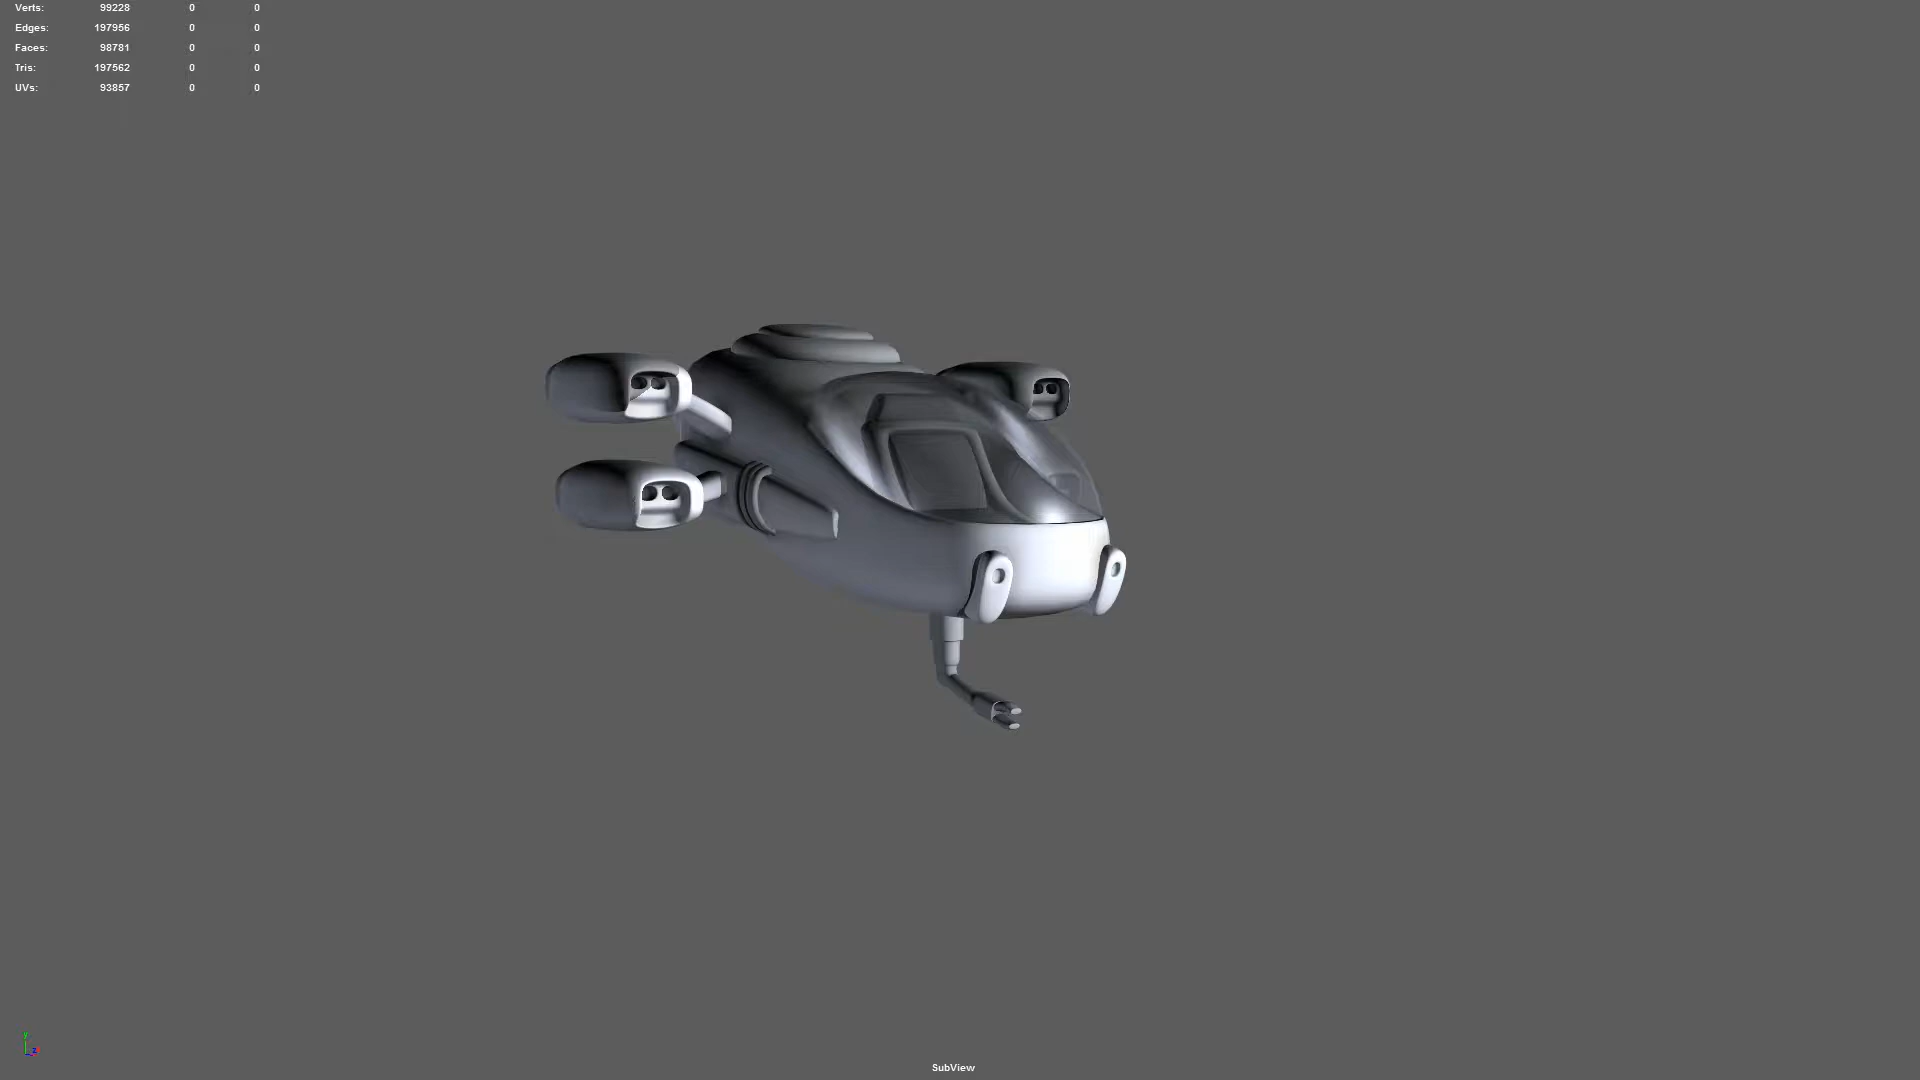 Verts: 99228 0 0
Edges: 197956 0 0
Faces: 98781 0 0
Tris: 197562 0 0
UVs: 93857 0 0
y
z
SubView